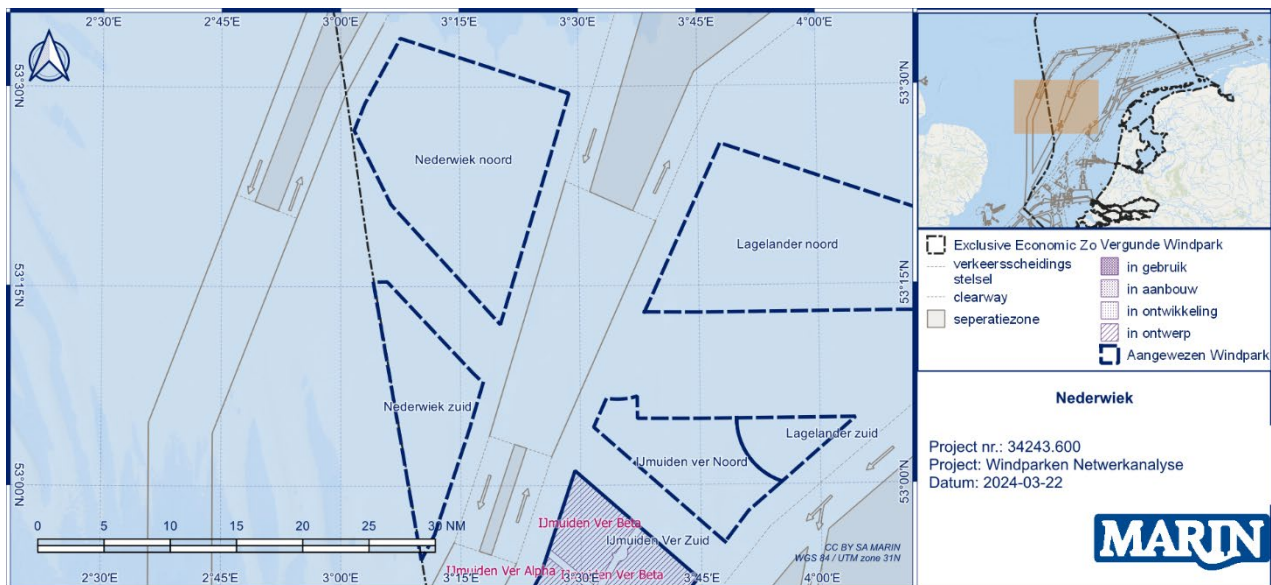 2°30'E 2°45'E 3°00'E 3°15'E 3°30'E 3°45'E 4°00'E
53°30'N 53°30'N
Nederwiek noord
Lagelander noord
53°15'N 53°15'N
Nederwiek zuid
Lagelander zuid
IJmuiden ver Noord
53°00'N 53°00'N
0 5 10 15 20 25 30 NM
IJmuiden Ver Beta
IJmuiden Ver Zuid
IJmuiden Ver Alpha
IJmuiden Ver Beta
CC BY SA MARIN
WGS 84 / UTM zone 31N
2°30'E 2°45'E 3°00'E 3°15'E 3°30'E 3°45'E 4°00'E
Exclusive Economic Zo
verkeersscheidings
stelsel
clearway
seperatiezone
Vergunde Windpark
in gebruik
in aanbouw
in ontwikkeling
in ontwerp
Aangewezen Windpark
Nederwiek
Project nr.: 34243.600
Project: Windparken Netwerkanalyse
Datum: 2024-03-22
MARIN